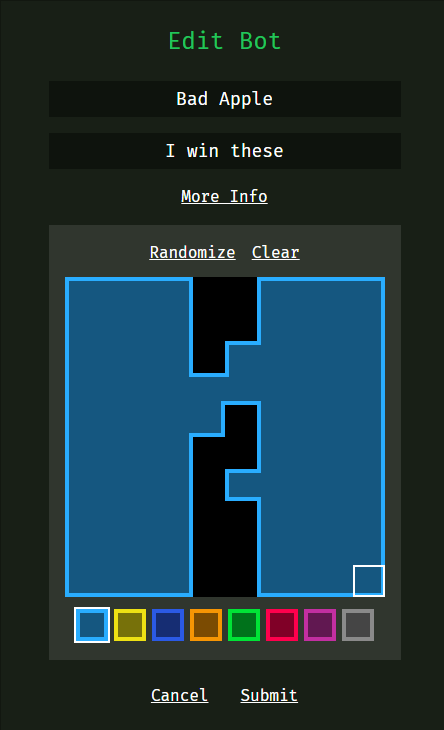 Edit Bot
Bad Apple
I win these
More Info
Randomize Clear
Cancel Submit